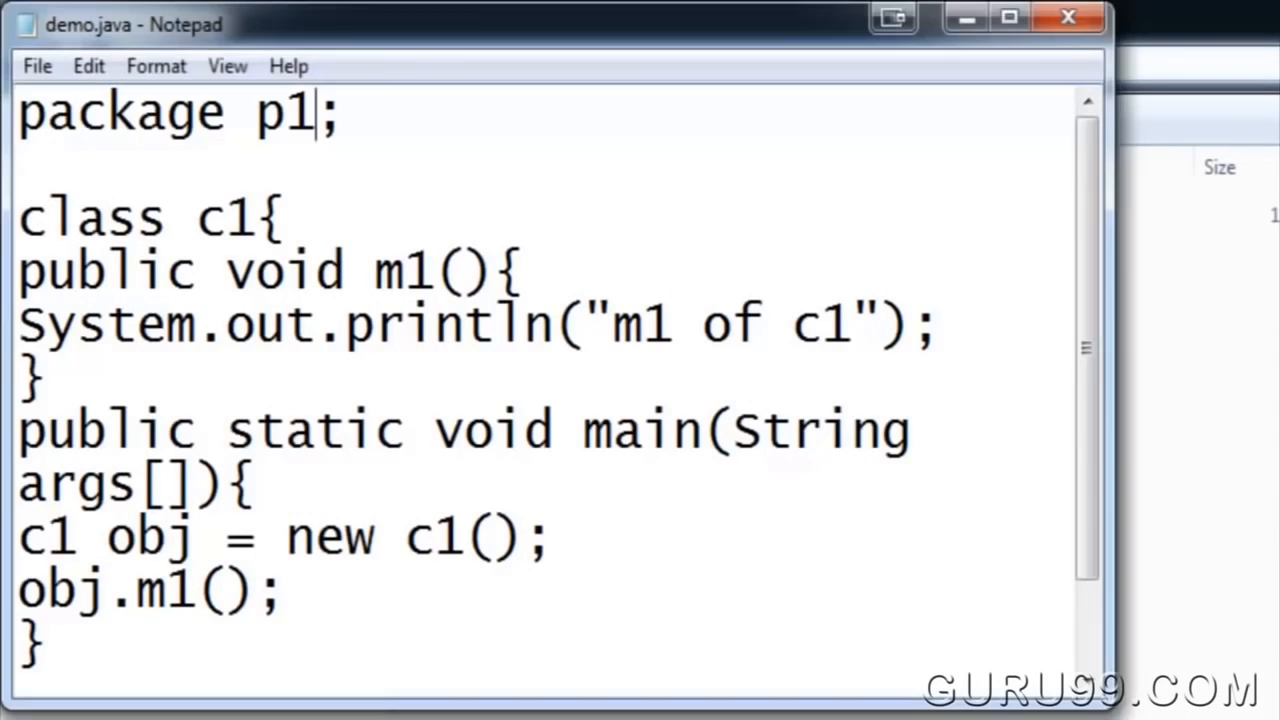 demo.java - Notepad
File Edit Format View Help
package p1;
class c1{
public void m1(){
System.out.println("m1 of c1");
}
public static void main(String
args[]){
c1 obj = new c1();
obj.m1();
}
Size
1
GURU99.COM